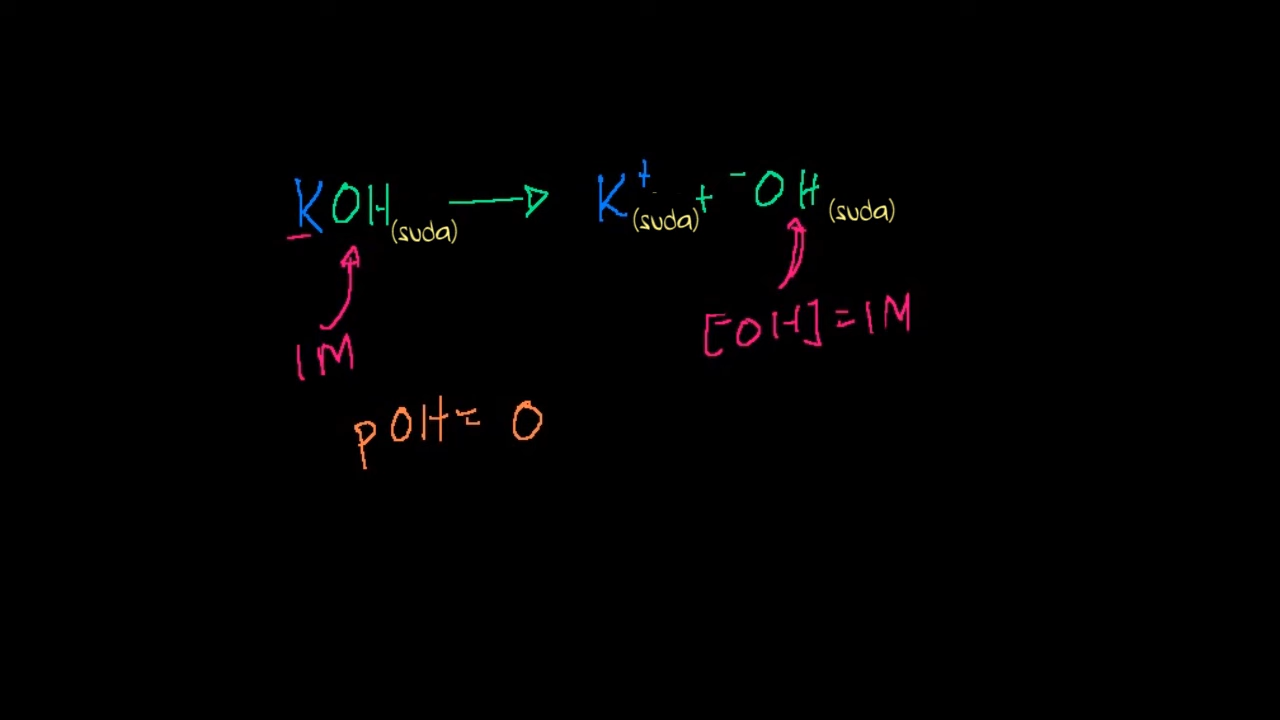 KOH(suda) → K⁺(suda) + ⁻OH(suda)
1M
[⁻OH] = 1M
pOH = 0